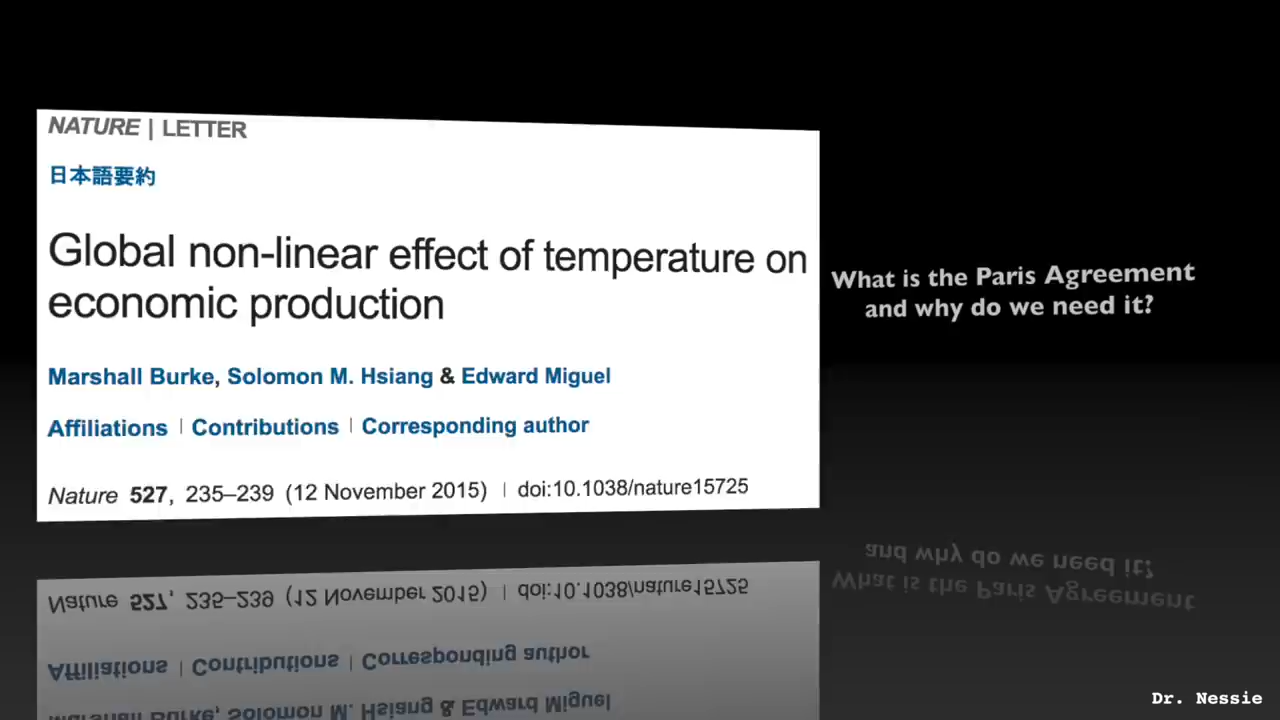 NATURE | LETTER
日本語要約
Global non-linear effect of temperature on
economic production
Marshall Burke, Solomon M. Hsiang & Edward Miguel
Affiliations | Contributions | Corresponding author
Nature 527, 235–239 (12 November 2015) | doi:10.1038/nature15725
What is the Paris Agreement
and why do we need it?
Dr. Nessie